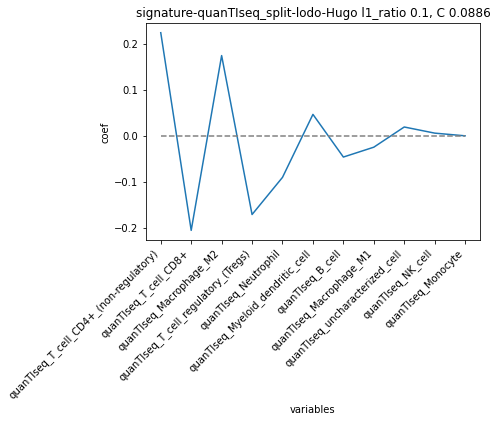 signature-quanTIseq_split-lodo-Hugo l1_ratio 0.1, C 0.0886
0.2
0.1
0.0
−0.1
−0.2
coef
quanTIseq_T_cell_CD4+_(non-regulatory)
quanTIseq_T_cell_CD8+
quanTIseq_Macrophage_M2
quanTIseq_T_cell_regulatory_(Tregs)
quanTIseq_Neutrophil
quanTIseq_Myeloid_dendritic_cell
quanTIseq_B_cell
quanTIseq_Macrophage_M1
quanTIseq_uncharacterized_cell
quanTIseq_NK_cell
quanTIseq_Monocyte
variables